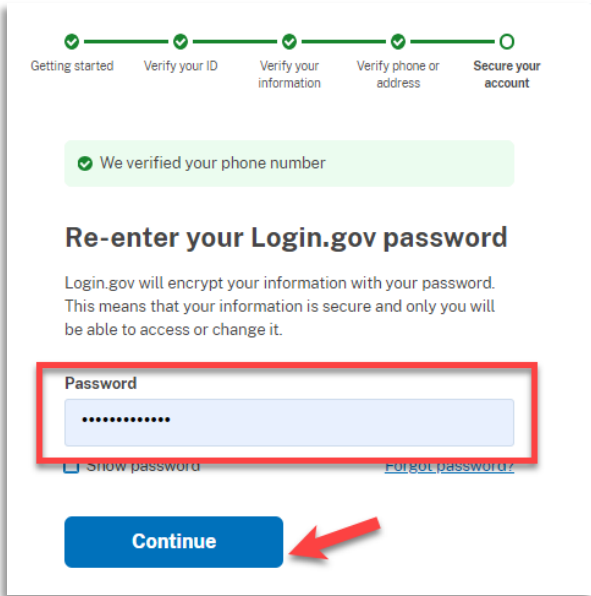 Getting started
Verify your ID
Verify your
information
Verify phone or
address
Secure your
account
We verified your phone number
Re-enter your Login.gov password
Login.gov will encrypt your information with your password.
This means that your information is secure and only you will
be able to access or change it.
Password
•••••••••••••
Show password
Forgot password?
Continue